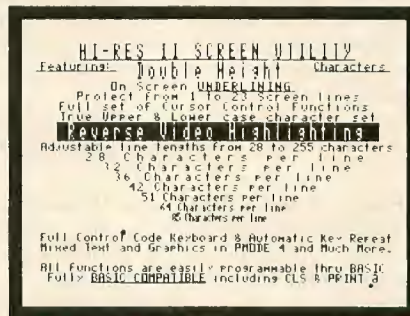 HI-RES II SCREEN UTILITY
Featuring: Double Height Characters
On Screen UNDERLINING
Protect from 1 to 23 Screen lines
Full set of Cursor Control Functions
True Upper & Lower case character set
Reverse Video Highlighting
Adjustable line lengths from 28 to 255 characters
28 Characters per line
32 Characters per line
36 Characters per line
42 Characters per line
51 Characters per line
64 Characters per line
85 Characters per line
Full Control Code Keyboard & Automatic Key Repeat
Mixed Text and Graphics in PMODE 4 and Much More.
All Functions are easily programmable thru BASIC
Fully BASIC COMPATIBLE including CLS & PRINT @